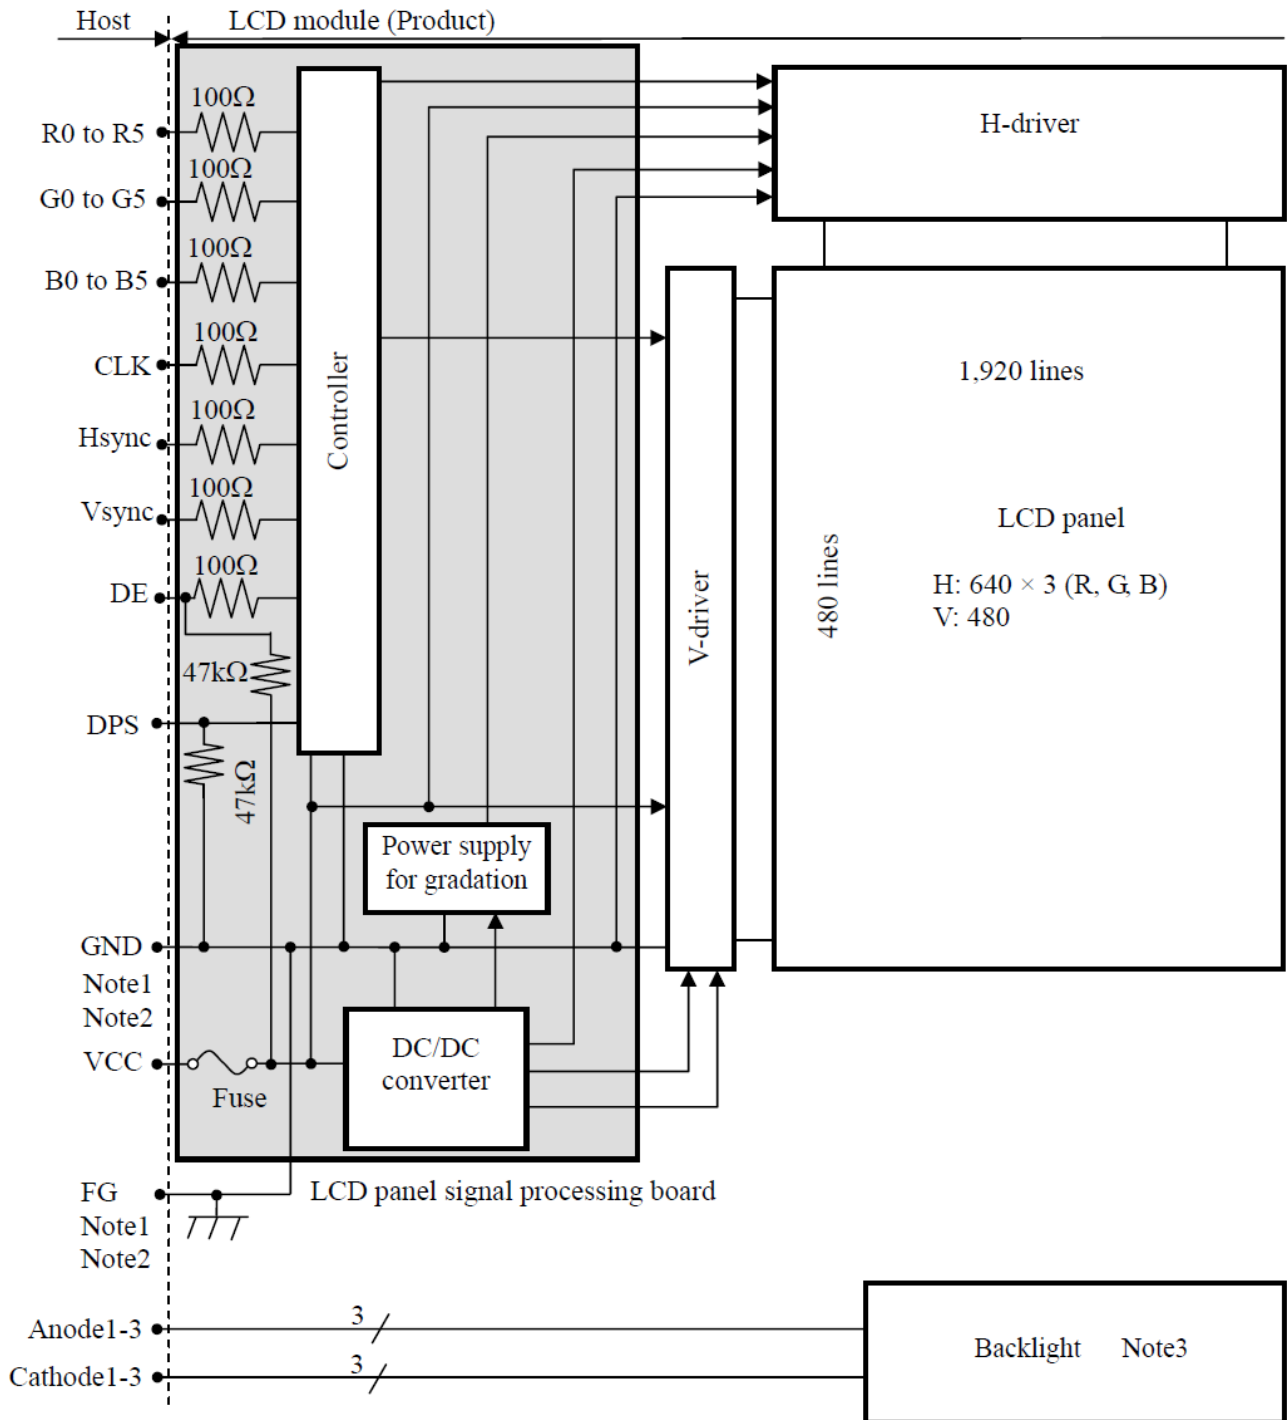 Host
LCD module (Product)
100Ω
R0 to R5
H-driver
100Ω
G0 to G5
100Ω
B0 to B5
100Ω
CLK
Controller
1,920 lines
100Ω
Hsync
100Ω
Vsync
LCD panel
100Ω
DE
480 lines
H: 640 × 3 (R, G, B)
V: 480
V-driver
47kΩ
DPS
47kΩ
Power supply
for gradation
GND
Note1
Note2
VCC
Fuse
DC/DC
converter
FG
LCD panel signal processing board
Note1
Note2
3
Anode1-3
Backlight Note3
3
Cathode1-3